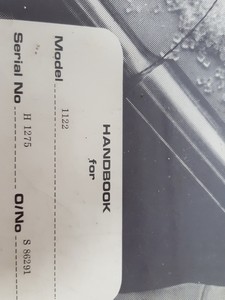 HANDBOOK
for
Model 1122
Serial No H 1275 O/No S 86291